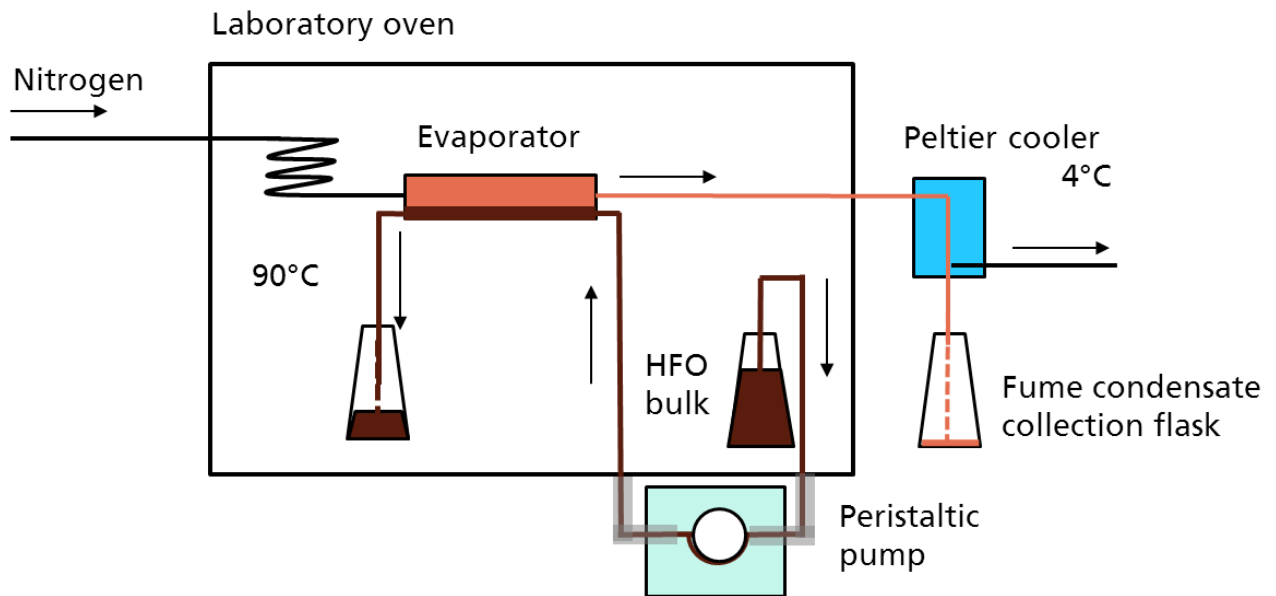 Laboratory oven
Nitrogen
Evaporator
Peltier cooler
4°C
90°C
HFO
bulk
Fume condensate
collection flask
Peristaltic
pump